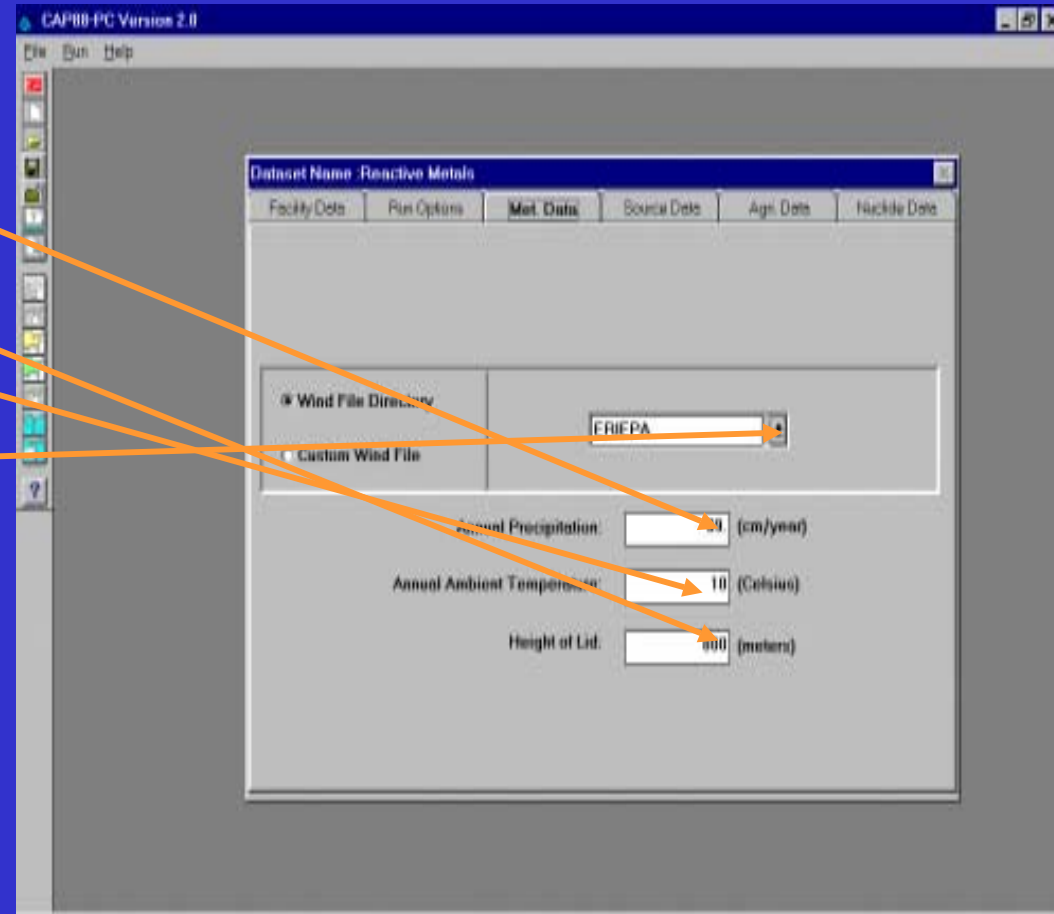 CAP88-PC Version 2.0
File Run Help
Dataset Name :Reactive Metals
Facility Data Run Options Met. Data Source Data Agri. Data Nuclide Data
Wind File Directory
ERIEPA
Custom Wind File
Annual Precipitation: (cm/year)
Annual Ambient Temperature: 10 (Celsius)
Height of Lid: (meters)